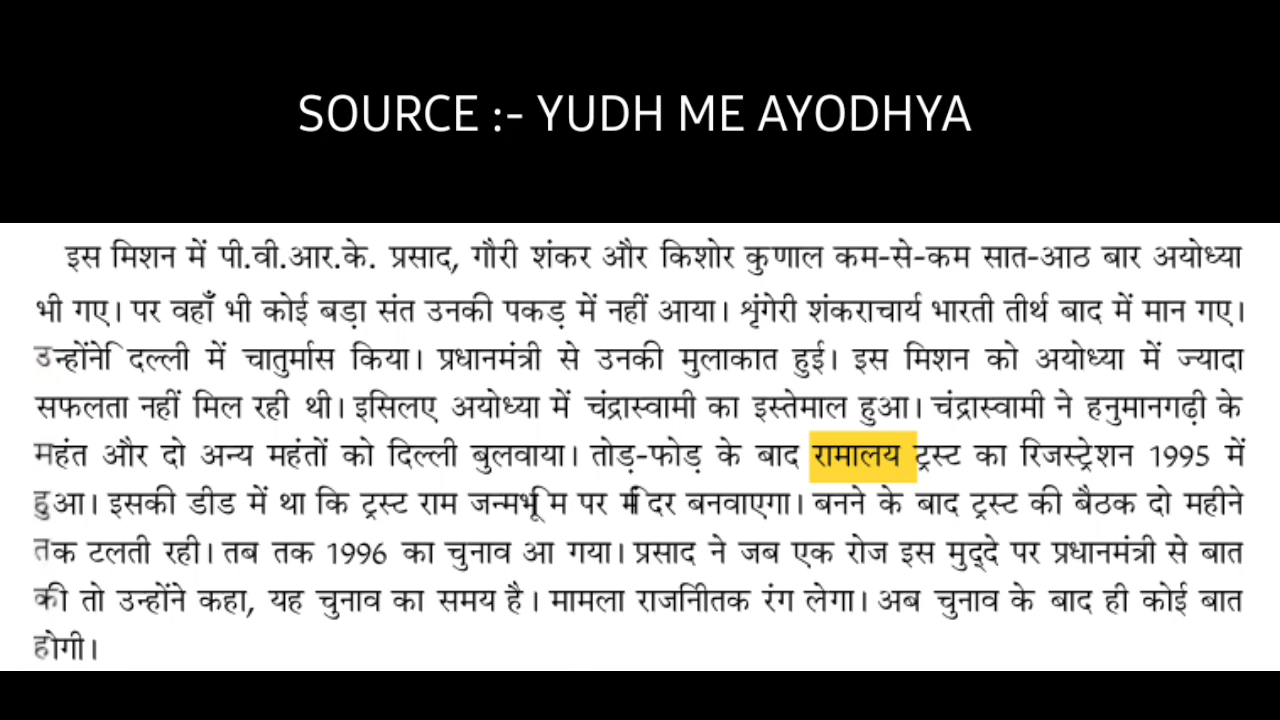 SOURCE :- YUDH ME AYODHYA
इस मिशन में पी.वी.आर.के. प्रसाद, गौरी शंकर और किशोर कुणाल कम-से-कम सात-आठ बार अयोध्या
भी गए। पर वहाँ भी कोई बड़ा संत उनकी पकड़ में नहीं आया। शृंगेरी शंकराचार्य भारती तीर्थ बाद में मान गए।
उन्होंने दिल्ली में चातुर्मास किया। प्रधानमंत्री से उनकी मुलाकात हुई। इस मिशन को अयोध्या में ज्यादा
सफलता नहीं मिल रही थी। इसिलए अयोध्या में चंद्रास्वामी का इस्तेमाल हुआ। चंद्रास्वामी ने हनुमानगढ़ी के
महंत और दो अन्य महंतों को दिल्ली बुलवाया। तोड़-फोड़ के बाद रामालय ट्रस्ट का रिजस्ट्रेशन 1995 में
हुआ। इसकी डीड में था कि ट्रस्ट राम जन्मभूमि पर मंदिर बनवाएगा। बनने के बाद ट्रस्ट की बैठक दो महीने
तक टलती रही। तब तक 1996 का चुनाव आ गया। प्रसाद ने जब एक रोज इस मुद्दे पर प्रधानमंत्री से बात
की तो उन्होंने कहा, यह चुनाव का समय है। मामला राजनीितक रंग लेगा। अब चुनाव के बाद ही कोई बात
होगी।